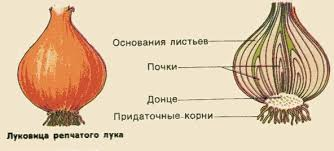 Основания листьев
Почки
Донце
Придаточные корни
Луковица репчатого лука